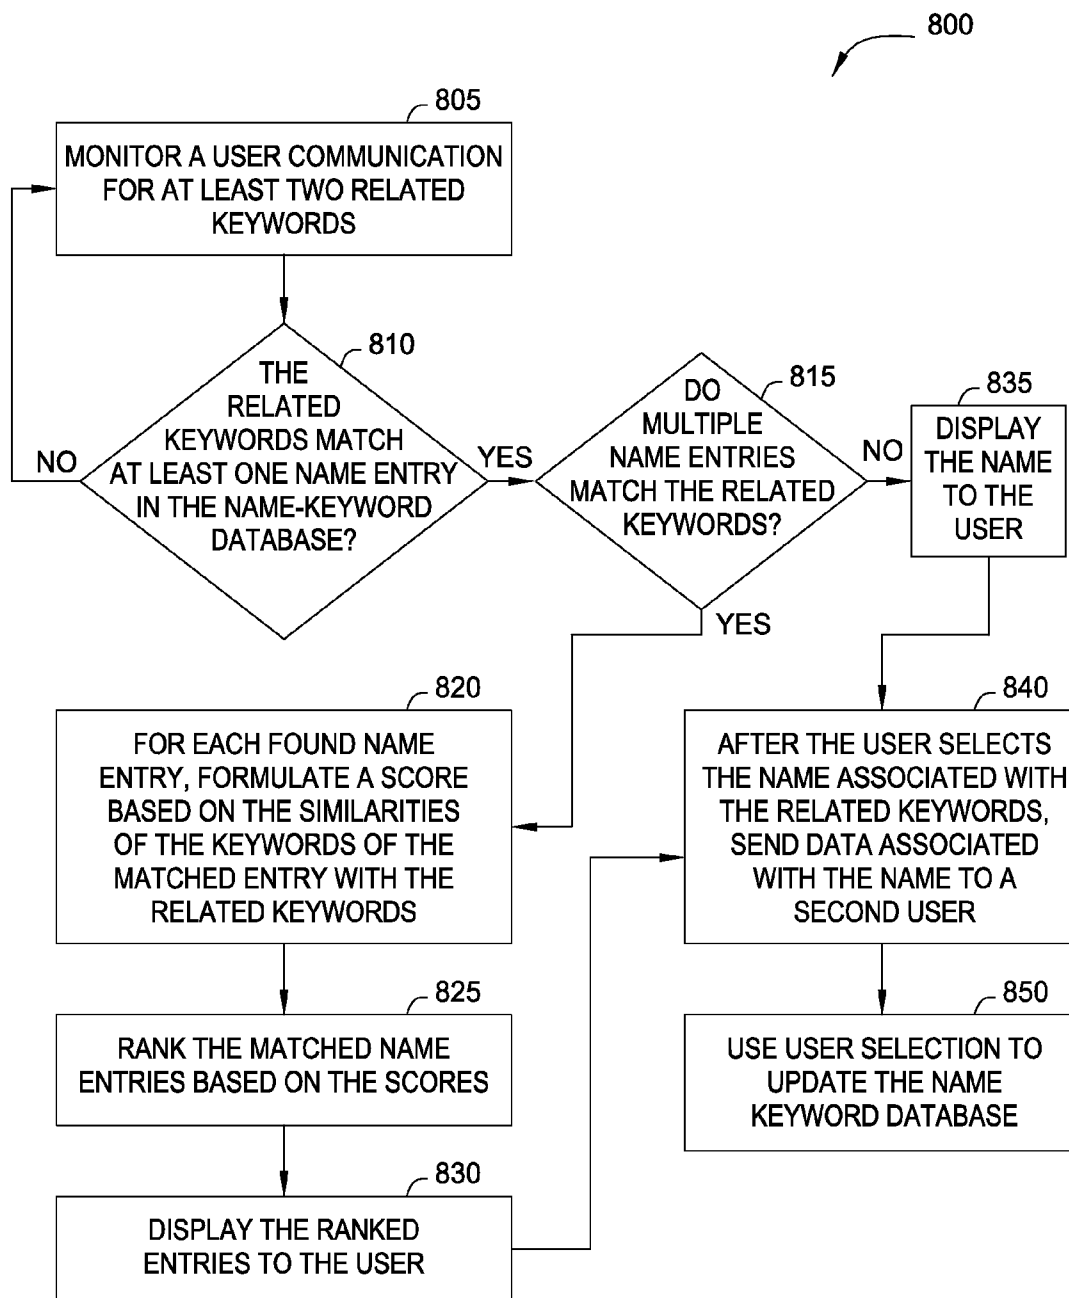 800
805
MONITOR A USER COMMUNICATION
FOR AT LEAST TWO RELATED
KEYWORDS
810
THE
RELATED
KEYWORDS MATCH
AT LEAST ONE NAME ENTRY
IN THE NAME-KEYWORD
DATABASE?
NO
YES
815
DO
MULTIPLE
NAME ENTRIES
MATCH THE RELATED
KEYWORDS?
NO
YES
835
DISPLAY
THE NAME
TO THE
USER
820
FOR EACH FOUND NAME
ENTRY, FORMULATE A SCORE
BASED ON THE SIMILARITIES
OF THE KEYWORDS OF THE
MATCHED ENTRY WITH THE
RELATED KEYWORDS
825
RANK THE MATCHED NAME
ENTRIES BASED ON THE SCORES
830
DISPLAY THE RANKED
ENTRIES TO THE USER
840
AFTER THE USER SELECTS
THE NAME ASSOCIATED WITH
THE RELATED KEYWORDS,
SEND DATA ASSOCIATED
WITH THE NAME TO A
SECOND USER
850
USE USER SELECTION TO
UPDATE THE NAME
KEYWORD DATABASE